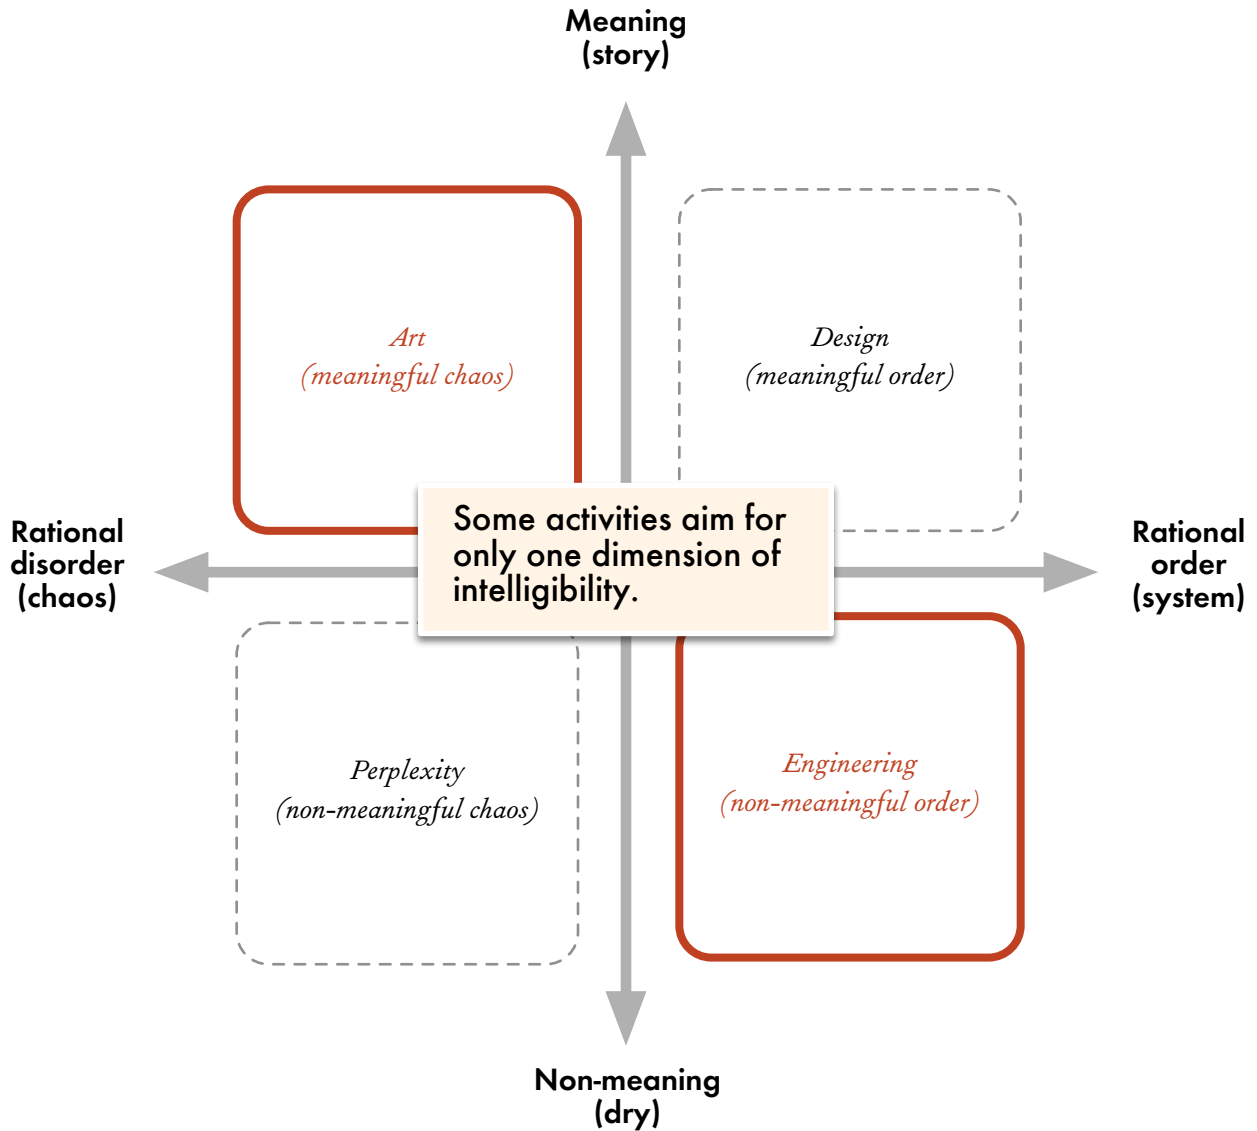 Meaning
(story)
Art
(meaningful chaos)
Design
(meaningful order)
Rational
disorder
(chaos)
Some activities aim for
only one dimension of
intelligibility.
Rational
order
(system)
Perplexity
(non-meaningful chaos)
Engineering
(non-meaningful order)
Non-meaning
(dry)